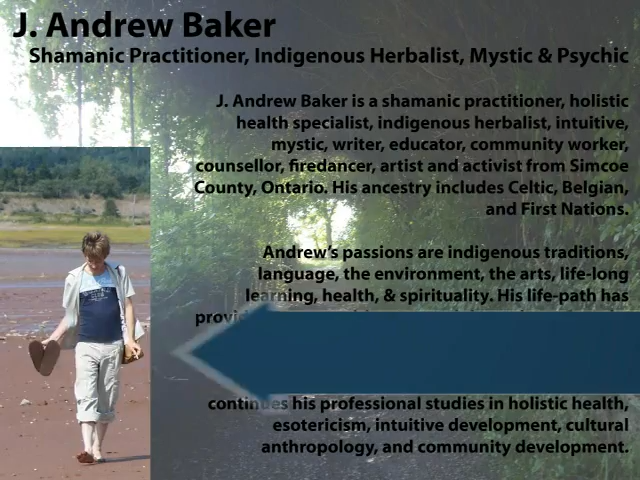 J. Andrew Baker
Shamanic Practitioner, Indigenous Herbalist, Mystic & Psychic
J. Andrew Baker is a shamanic practitioner, holistic
health specialist, indigenous herbalist, intuitive,
mystic, writer, educator, community worker,
counsellor, firedancer, artist and activist from Simcoe
County, Ontario. His ancestry includes Celtic, Belgian,
and First Nations.
Andrew's passions are indigenous traditions,
language, the environment, the arts, life-long
learning, health, & spirituality. His life-path has
continues his professional studies in holistic health,
esotericism, intuitive development, cultural
anthropology, and community development.